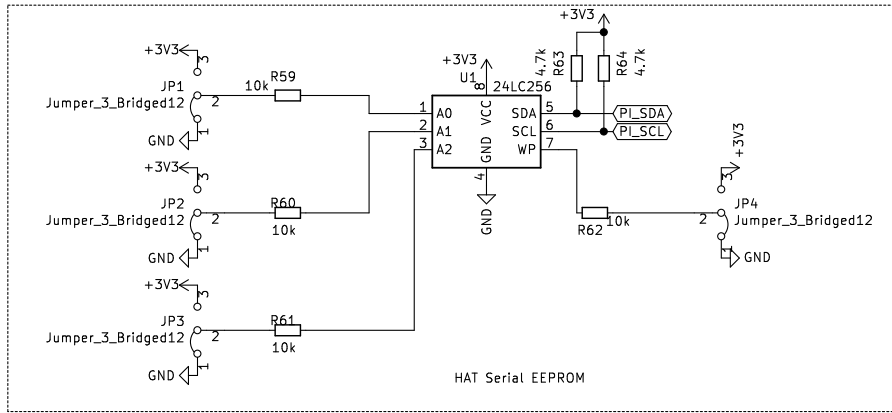 +3V3
3
JP1
Jumper_3_Bridged12
2
1
GND
R59
10k
+3V3
3
JP2
Jumper_3_Bridged12
2
1
GND
R60
10k
+3V3
3
JP3
Jumper_3_Bridged12
2
1
GND
R61
10k
+3V3
U1
24LC256
8
VCC
1 A0
2 A1
3 A2
GND
4
GND
SDA 5
SCL 6
WP 7
+3V3
R63
4.7k
R64
4.7k
PI_SDA
PI_SCL
R62
10k
+3V3
3
JP4
Jumper_3_Bridged12
2
1
GND
HAT Serial EEPROM